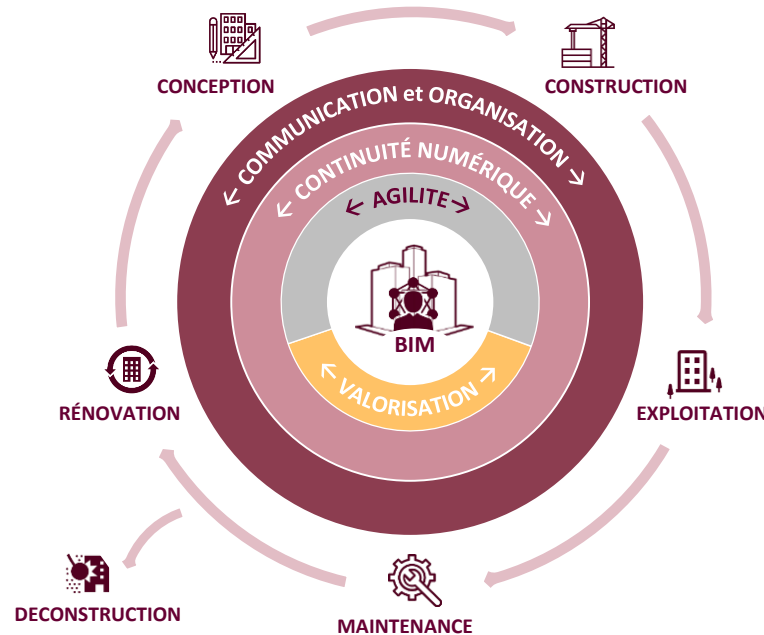 CONCEPTION
CONSTRUCTION
← COMMUNICATION et ORGANISATION →
← CONTINUITÉ NUMÉRIQUE →
← AGILITE →
BIM
← VALORISATION →
RÉNOVATION
EXPLOITATION
DECONSTRUCTION
MAINTENANCE